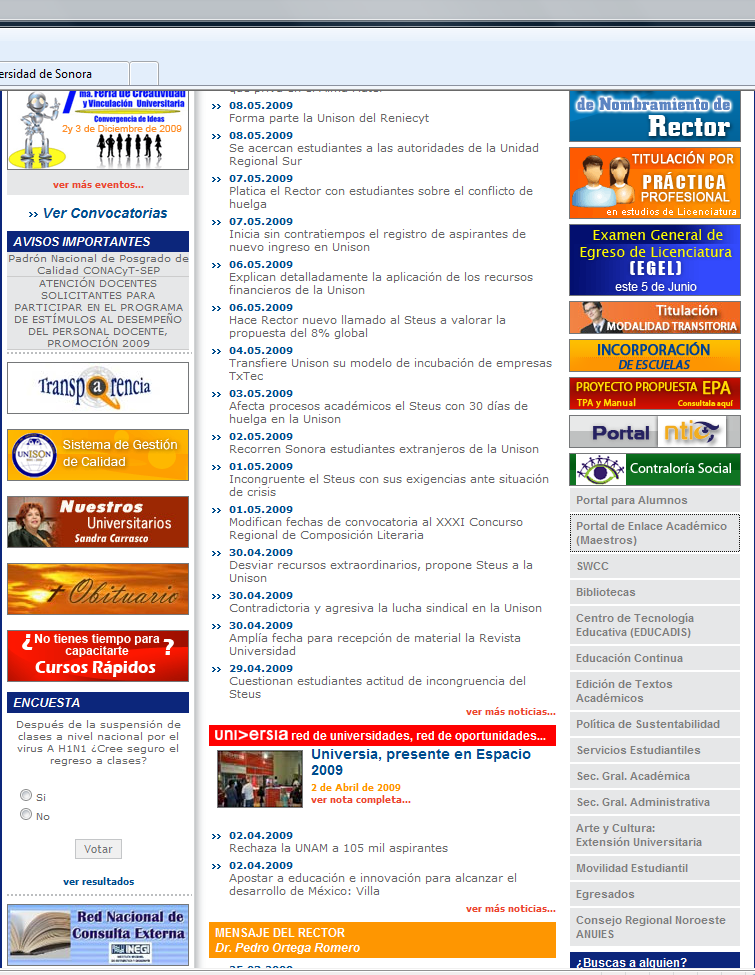 ersidad de Sonora
7
ma. Feria de Creatividad
y Vinculación Universitaria
Convergencia de Ideas
2y 3 de Diciembre de 2009
ver más eventos...
Ver Convocatorias
AVISOS IMPORTANTES
Padrón Nacional de Posgrado de
Calidad CONACyT-SEP
ATENCIÓN DOCENTES
SOLICITANTES PARA
PARTICIPAR EN EL PROGRAMA
DE ESTÍMULOS AL DESEMPEÑO
DEL PERSONAL DOCENTE,
PROMOCIÓN 2009
Transparencia
UNISON
Sistema de Gestión
de Calidad
Nuestros
Universitarios
Sandra Carrasco
Obituario
¿No tienes tiempo para
capacitarte ?
Cursos Rápidos
ENCUESTA
Después de la suspensión de
clases a nivel nacional por el
virus A H1N1 ¿Cree seguro el
regreso a clases?
Si
No
Votar
ver resultados
Red Nacional de
Consulta Externa
INEGI
08.05.2009
Forma parte la Unison del Reniecyt
08.05.2009
Se acercan estudiantes a las autoridades de la Unidad
Regional Sur
07.05.2009
Platica el Rector con estudiantes sobre el conflicto de
huelga
07.05.2009
Inicia sin contratiempos el registro de aspirantes de
nuevo ingreso en Unison
06.05.2009
Explican detalladamente la aplicación de los recursos
financieros de la Unison
06.05.2009
Hace Rector nuevo llamado al Steus a valorar la
propuesta del 8% global
04.05.2009
Transfiere Unison su modelo de incubación de empresas
TxTec
03.05.2009
Afecta procesos académicos el Steus con 30 días de
huelga en la Unison
02.05.2009
Recorren Sonora estudiantes extranjeros de la Unison
01.05.2009
Incongruente el Steus con sus exigencias ante situación
de crisis
01.05.2009
Modifican fechas de convocatoria al XXXI Concurso
Regional de Composición Literaria
30.04.2009
Desviar recursos extraordinarios, propone Steus a la
Unison
30.04.2009
Contradictoria y agresiva la lucha sindical en la Unison
30.04.2009
Amplía fecha para recepción de material la Revista
Universidad
29.04.2009
Cuestionan estudiantes actitud de incongruencia del
Steus
ver más noticias...
universia red de universidades, red de oportunidades...
Universia, presente en Espacio
2009
2 de Abril de 2009
ver nota completa...
02.04.2009
Rechaza la UNAM a 105 mil aspirantes
02.04.2009
Apostar a educación e innovación para alcanzar el
desarrollo de México: Villa
ver más noticias...
MENSAJE DEL RECTOR
Dr. Pedro Ortega Romero
de Nombramiento de
Rector
TITULACIÓN POR
PRÁCTICA
PROFESIONAL
en estudios de Licenciatura
Examen General de
Egreso de Licenciatura
(EGEL)
este 5 de Junio
Titulación
MODALIDAD TRANSITORIA
INCORPORACIÓN
DE ESCUELAS
PROYECTO PROPUESTA EPA
TPA y Manual Consultala aquí
Portal ntic
Contraloría Social
Portal para Alumnos
Portal de Enlace Académico
(Maestros)
SWCC
Bibliotecas
Centro de Tecnología
Educativa (EDUCADIS)
Educación Continua
Edición de Textos
Académicos
Política de Sustentabilidad
Servicios Estudiantiles
Sec. Gral. Académica
Sec. Gral. Administrativa
Arte y Cultura:
Extensión Universitaria
Movilidad Estudiantil
Egresados
Consejo Regional Noroeste
ANUIES
¿Buscas a alguien?